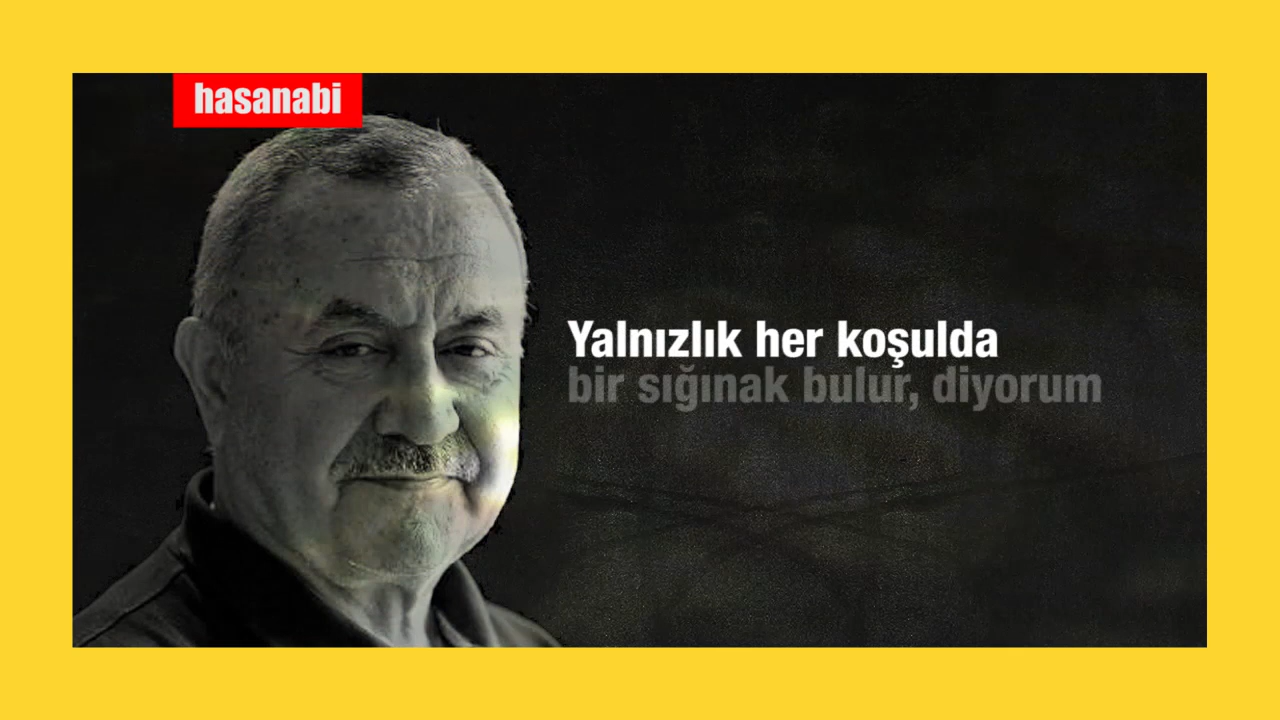 hasanabi
Yalnızlık her koşulda
bir sığınak bulur, diyorum